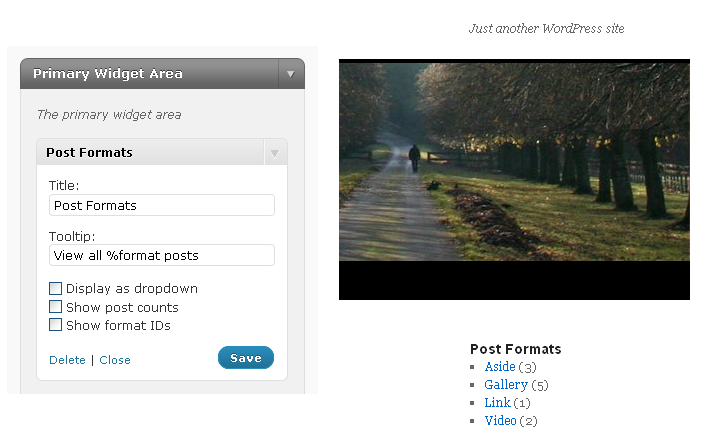 Just another WordPress site
Primary Widget Area
The primary widget area
Post Formats
Title:
Post Formats
Tooltip:
View all %format posts
Display as dropdown
Show post counts
Show format IDs
Delete | Close
Save
Post Formats
Aside (3)
Gallery (5)
Link (1)
Video (2)